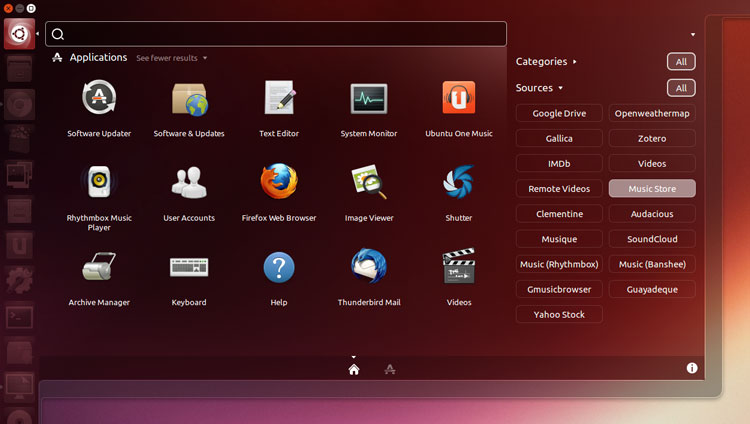 Applications See fewer results
Categories All
Sources All
Software Updater
Software & Updates
Text Editor
System Monitor
Ubuntu One Music
Rhythmbox Music
Player
User Accounts
Firefox Web Browser
Image Viewer
Shutter
Archive Manager
Keyboard
Help
Thunderbird Mail
Videos
Google Drive
Openweathermap
Gallica
Zotero
IMDb
Videos
Remote Videos
Music Store
Clementine
Audacious
Musique
SoundCloud
Music (Rhythmbox)
Music (Banshee)
Gmusicbrowser
Guayadeque
Yahoo Stock